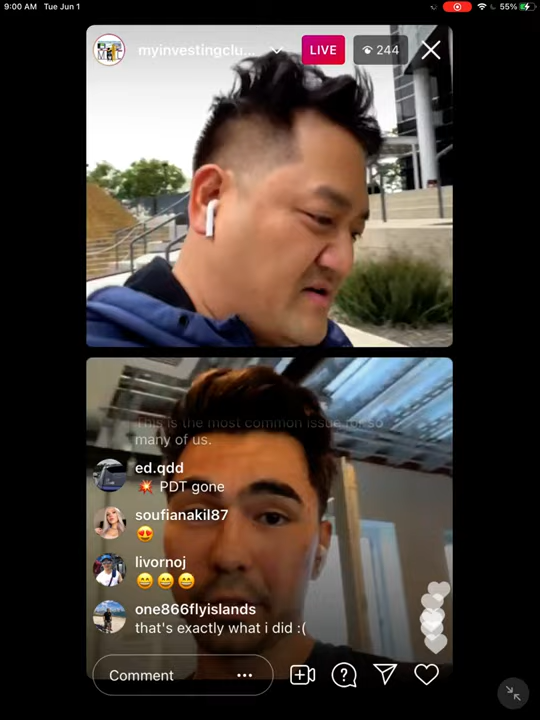 9:00 AM Tue Jun 1
55%
myinvestingclu...
LIVE
244
This is the most common issue for so
many of us.
ed.qdd
💥 PDT gone
soufianakil87
😍
livornoj
😄😄😄
one866flyislands
that's exactly what i did :(
Comment